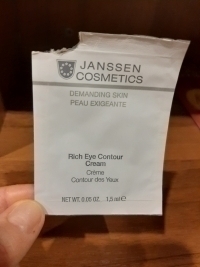 JANSSEN
COSMETICS
DEMANDING SKIN
PEAU EXIGEANTE
Rich Eye Contour
Cream
Crème
Contour des Yeux
NET WT. 0.05 OZ. 1,5 ml e